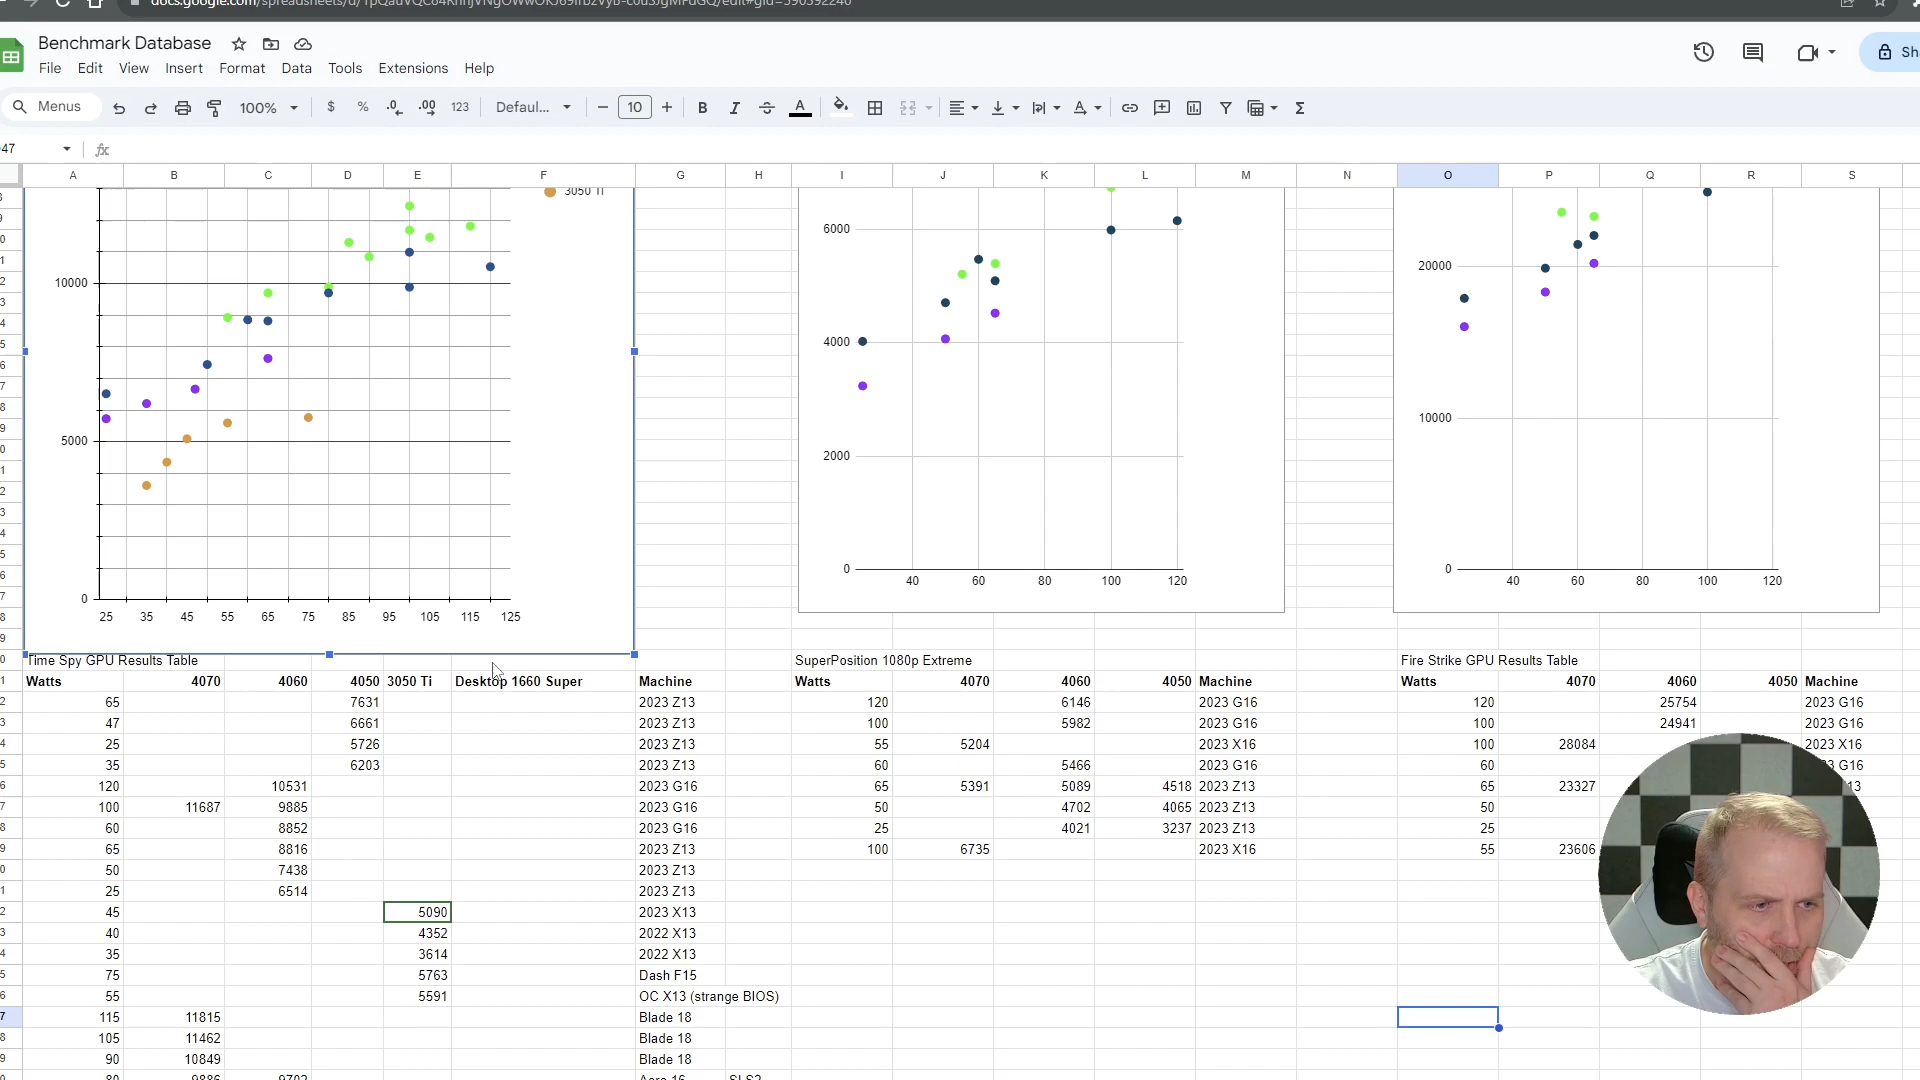 Benchmark Database
File Edit View Insert Format Data Tools Extensions Help
Menus 100% $ % .0 .00 123 Defaul... 10 B I A
47 fx
A B C D E F G H I J K L M N O P Q R S
3050 Ti
10000
5000
0
25 35 45 55 65 75 85 95 105 115 125
6000
4000
2000
0
40 60 80 100 120
20000
10000
0
40 60 80 100 120
Time Spy GPU Results Table SuperPosition 1080p Extreme Fire Strike GPU Results Table
Watts 4070 4060 4050 3050 Ti Desktop 1660 Super Machine Watts 4070 4060 4050 Machine Watts 4070 4060 4050 Machine
65 7631 2023 Z13 120 6146 2023 G16 120 25754 2023 G16
47 6661 2023 Z13 100 5982 2023 G16 100 24941 2023 G16
25 5726 2023 Z13 55 5204 2023 X16 100 28084 2023 X16
35 6203 2023 Z13 60 5466 2023 G16 60 G16
120 10531 2023 G16 65 5391 5089 4518 2023 Z13 65 23327 13
100 11687 9885 2023 G16 50 4702 4065 2023 Z13 50
60 8852 2023 G16 25 4021 3237 2023 Z13 25
65 8816 2023 Z13 100 6735 2023 X16 55 23606
50 7438 2023 Z13
25 6514 2023 Z13
45 5090 2023 X13
40 4352 2022 X13
35 3614 2022 X13
75 5763 Dash F15
55 5591 OC X13 (strange BIOS)
115 11815 Blade 18
105 11462 Blade 18
90 10849 Blade 18
80 9886 9702